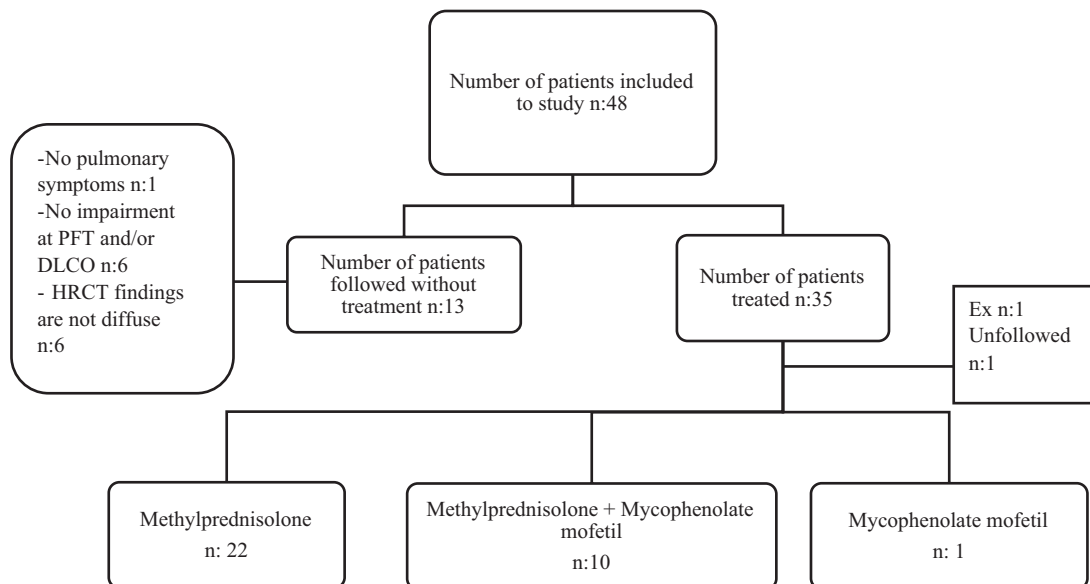 Number of patients included
to study n:48
-No pulmonary
symptoms n:1
-No impairment
at PFT and/or
DLCO n:6
- HRCT findings
are not diffuse
n:6
Number of patients
followed without
treatment n:13
Number of patients
treated n:35
Ex n:1
Unfollowed
n:1
Methylprednisolone
n: 22
Methylprednisolone + Mycophenolate
mofetil
n:10
Mycophenolate mofetil
n: 1